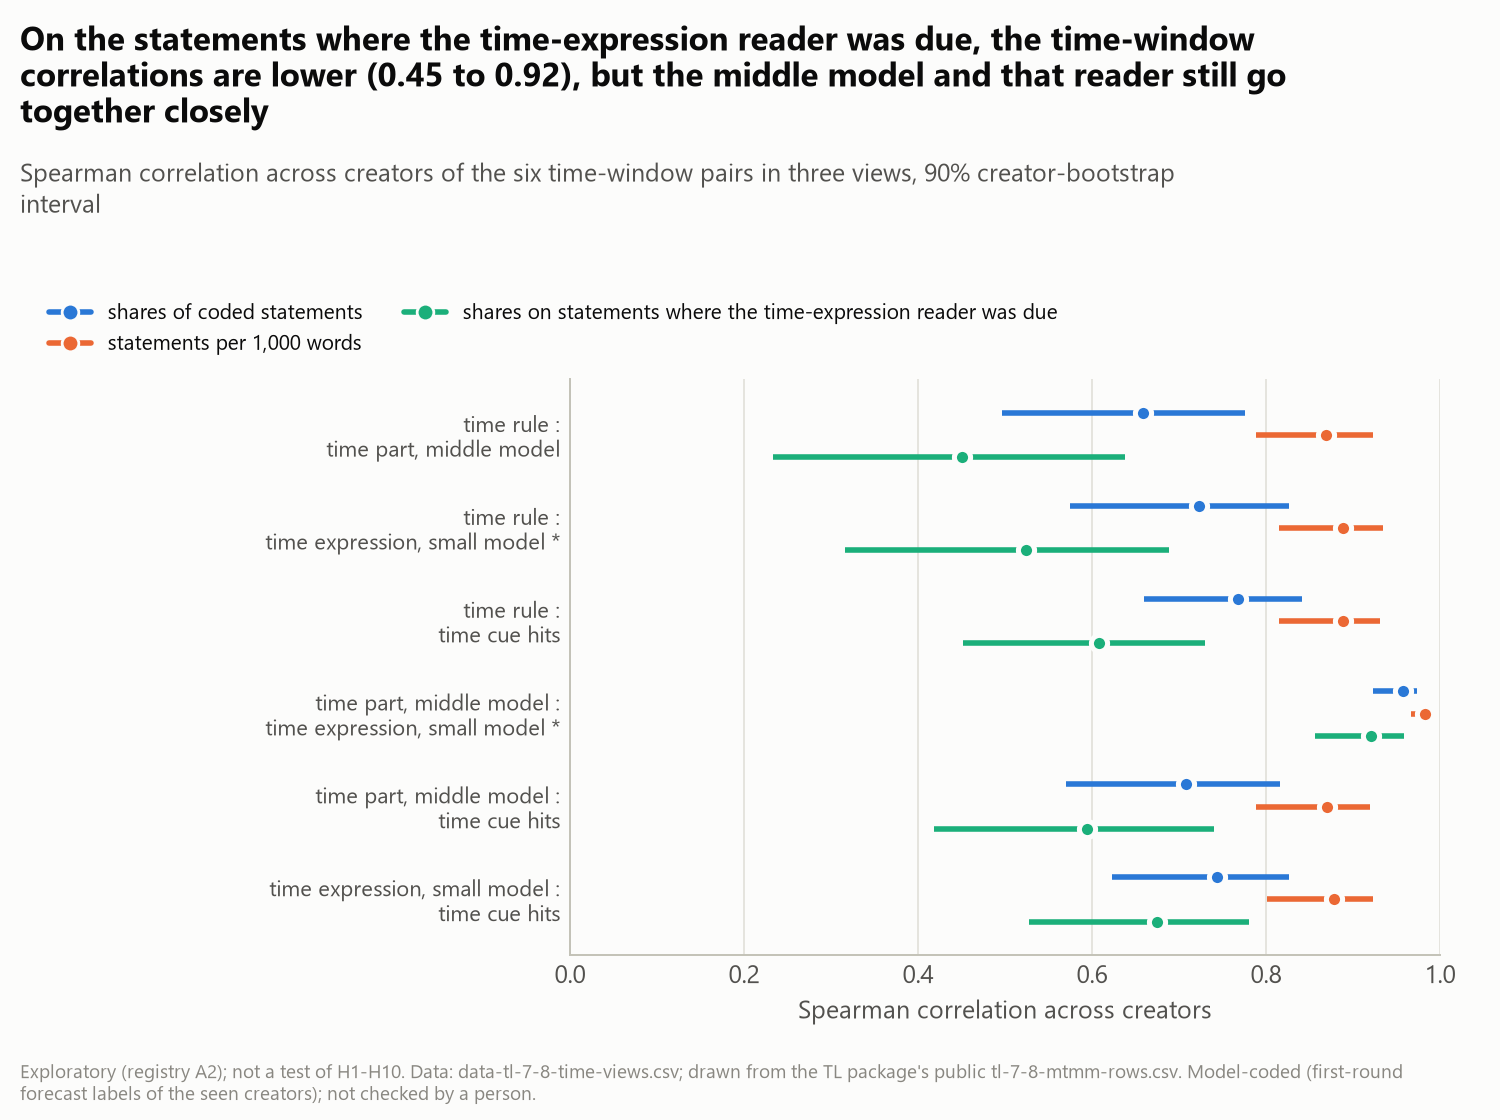 On the statements where the time-expression reader was due, the time-window
correlations are lower (0.45 to 0.92), but the middle model and that reader still go
together closely
Spearman correlation across creators of the six time-window pairs in three views, 90% creator-bootstrap
interval
shares of coded statements
shares on statements where the time-expression reader was due
statements per 1,000 words
time rule :
time part, middle model
time rule :
time expression, small model *
time rule :
time cue hits
time part, middle model :
time expression, small model *
time part, middle model :
time cue hits
time expression, small model :
time cue hits
0.0 0.2 0.4 0.6 0.8 1.0
Spearman correlation across creators
Exploratory (registry A2); not a test of H1-H10. Data: data-tl-7-8-time-views.csv; drawn from the TL package's public tl-7-8-mtmm-rows.csv. Model-coded (first-round
forecast labels of the seen creators); not checked by a person.